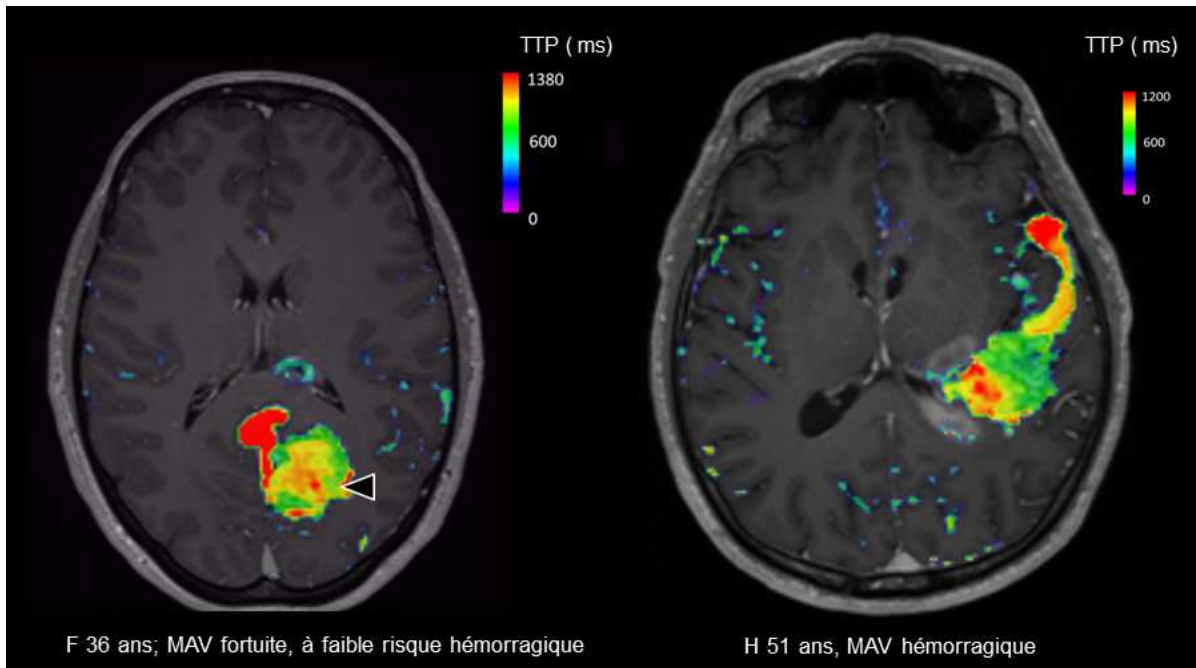 TTP ( ms)
1380
600
0
F 36 ans; MAV fortuite, à faible risque hémorragique
TTP ( ms)
1200
600
0
H 51 ans, MAV hémorragique